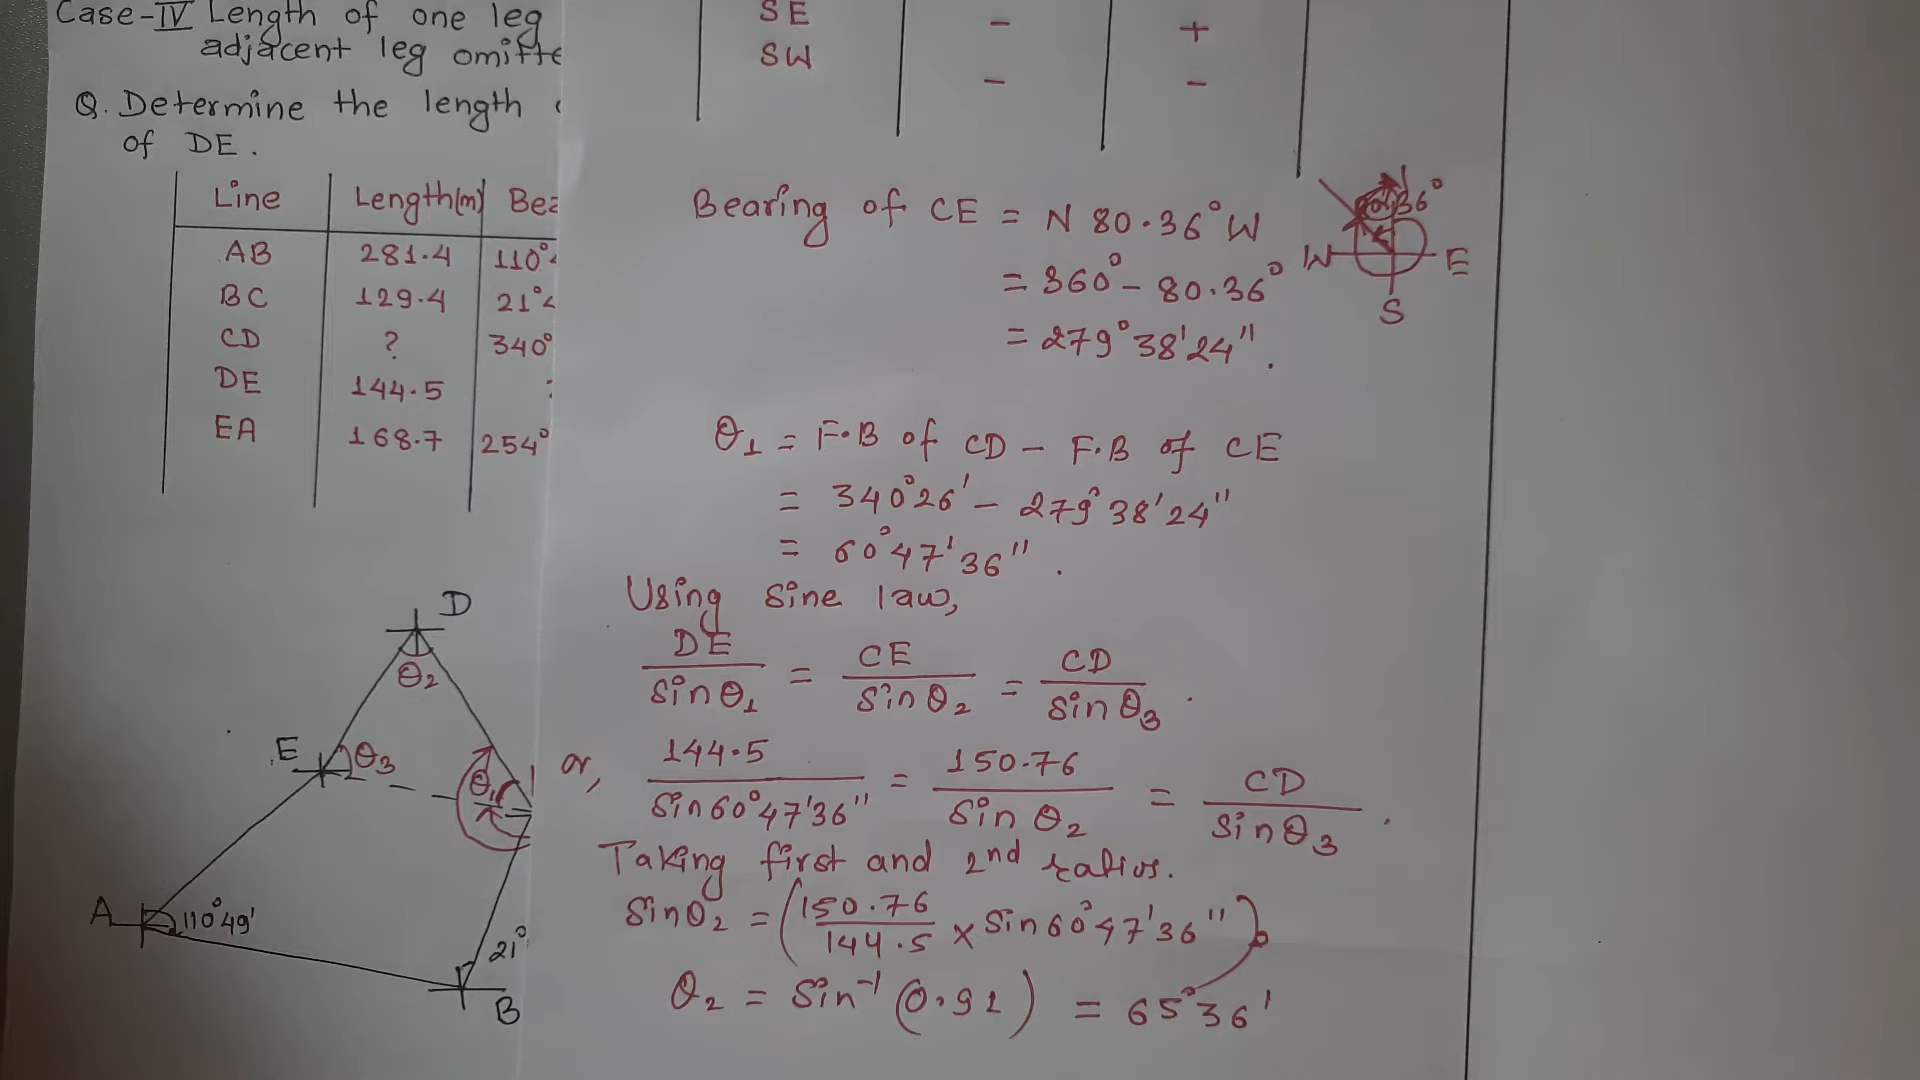 Case-IV Length of one leg
adjacent leg omitte
Q. Determine the length
of DE.
Line Length(m) Bea
AB 281.4 110°
BC 129.4 21°
CD ? 340°
DE 144.5
EA 168.7 254°
D
θ2
E θ3
θ1
A 110°49'
21°
B
SE - +
SW - -
Bearing of CE = N 80.36° W
= 360° - 80.36°
= 279°38'24".
W E
S
θ1 = F.B of CD - F.B of CE
= 340°26' - 279°38'24"
= 60°47'36".
Using sine law,
DE/sinθ1 = CE/sinθ2 = CD/sinθ3.
or, 144.5/sin60°47'36" = 150.76/sinθ2 = CD/sinθ3.
Taking first and 2nd ratios.
sinθ2 = (150.76/144.5 × sin60°47'36")
θ2 = sin⁻¹(0.91) = 65°36'